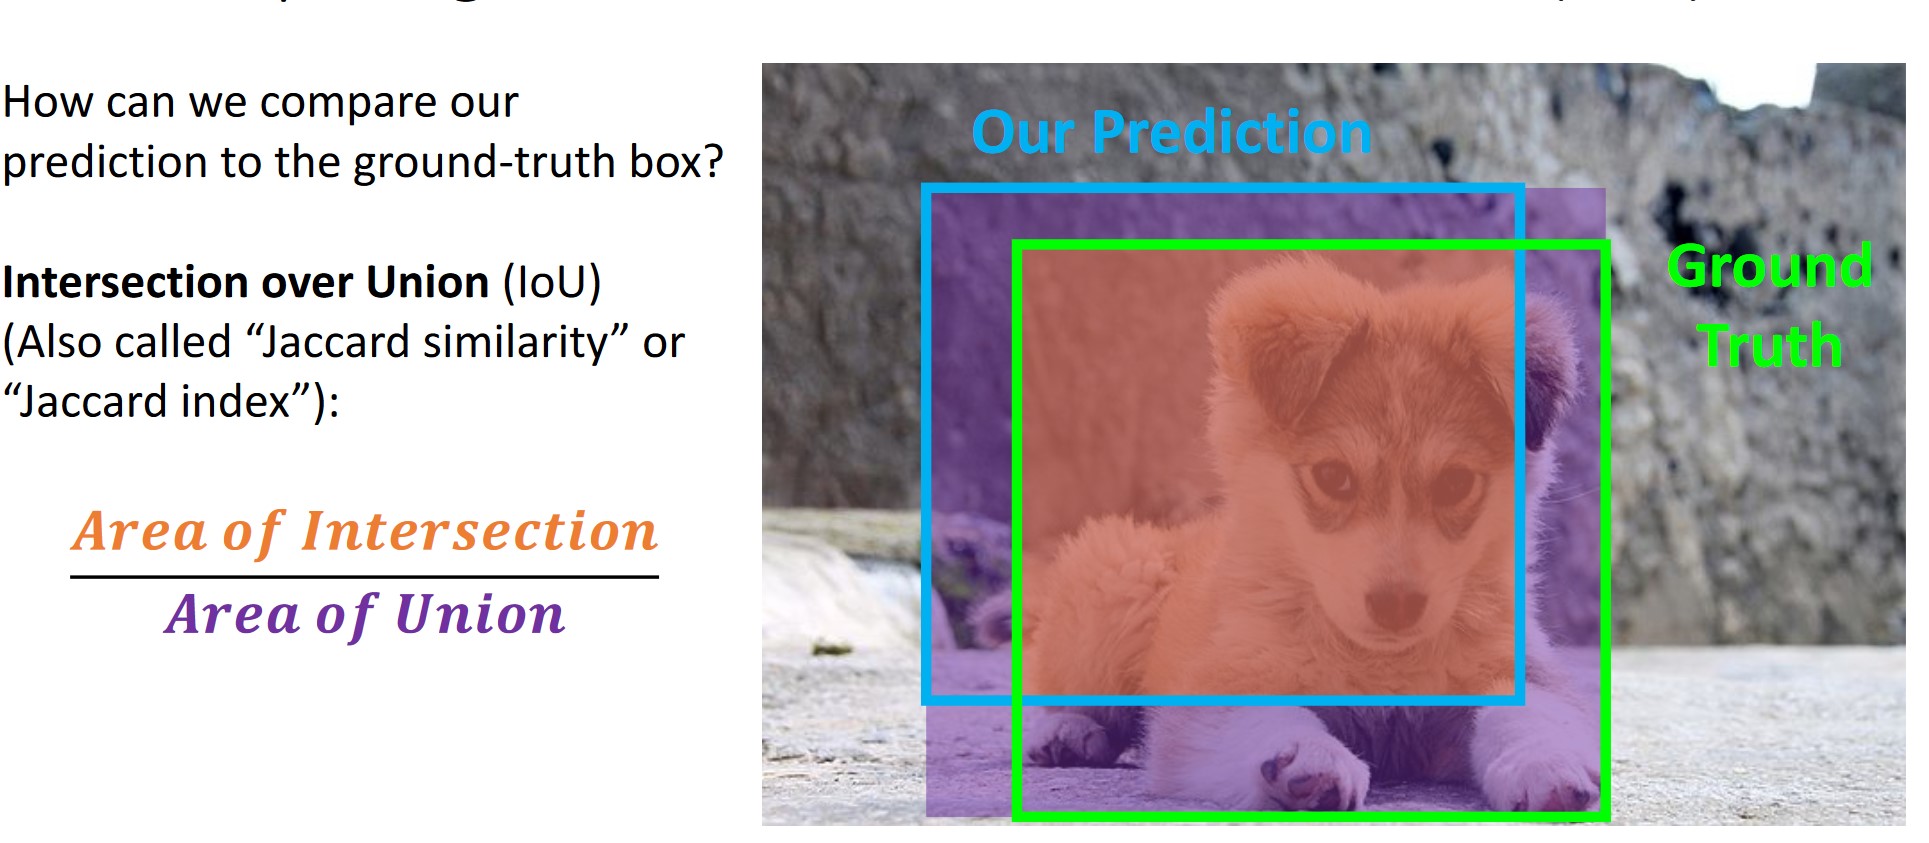 How can we compare our
prediction to the ground-truth box?
Intersection over Union (IoU)
(Also called “Jaccard similarity” or
“Jaccard index”):
Area of Intersection
Area of Union
Our Prediction
Ground
Truth